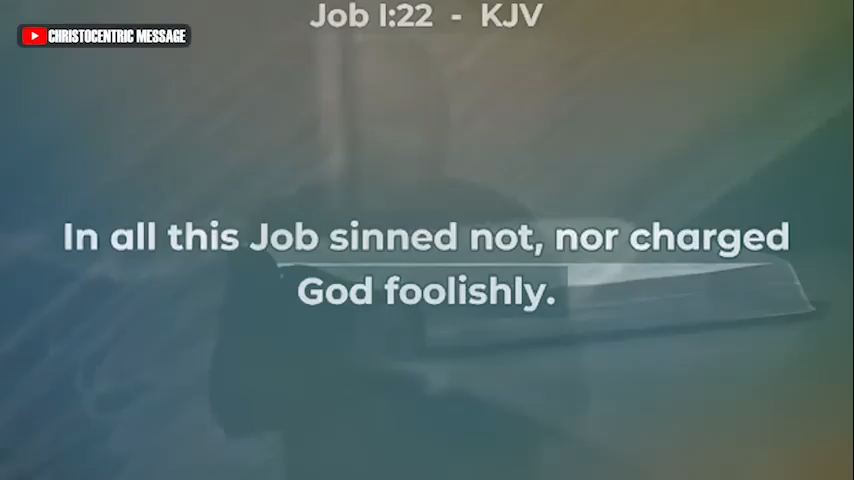 Job 1:22 - KJV
CHRISTOCENTRIC MESSAGE
In all this Job sinned not, nor charged
God foolishly.